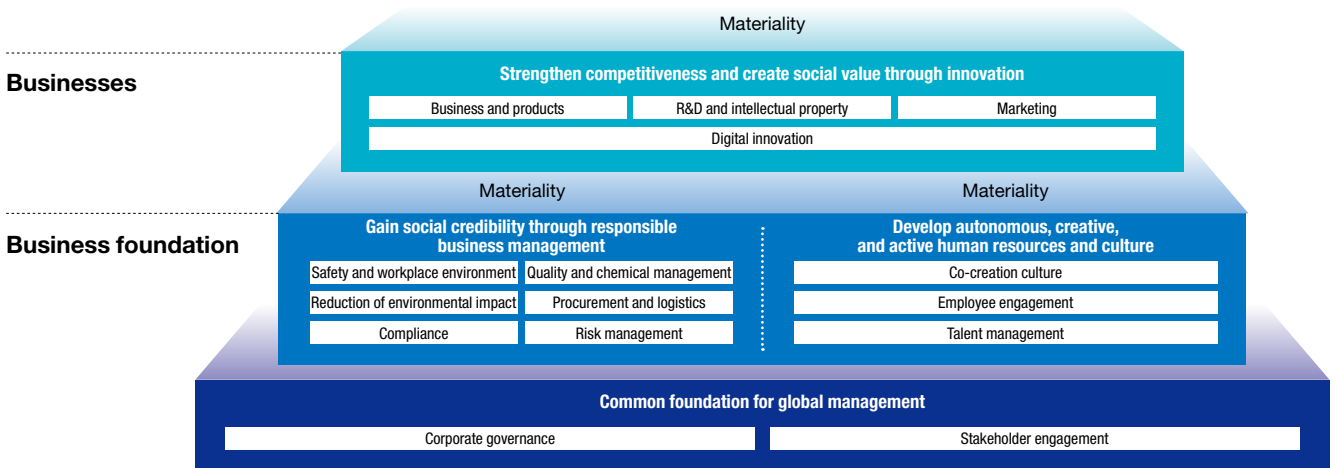 Materiality
Businesses
Strengthen competitiveness and create social value through innovation
Business and products
R&D and intellectual property
Marketing
Digital innovation
Materiality
Materiality
Business foundation
Gain social credibility through responsible
business management
Safety and workplace environment
Quality and chemical management
Reduction of environmental impact
Procurement and logistics
Compliance
Risk management
Develop autonomous, creative,
and active human resources and culture
Co-creation culture
Employee engagement
Talent management
Common foundation for global management
Corporate governance
Stakeholder engagement